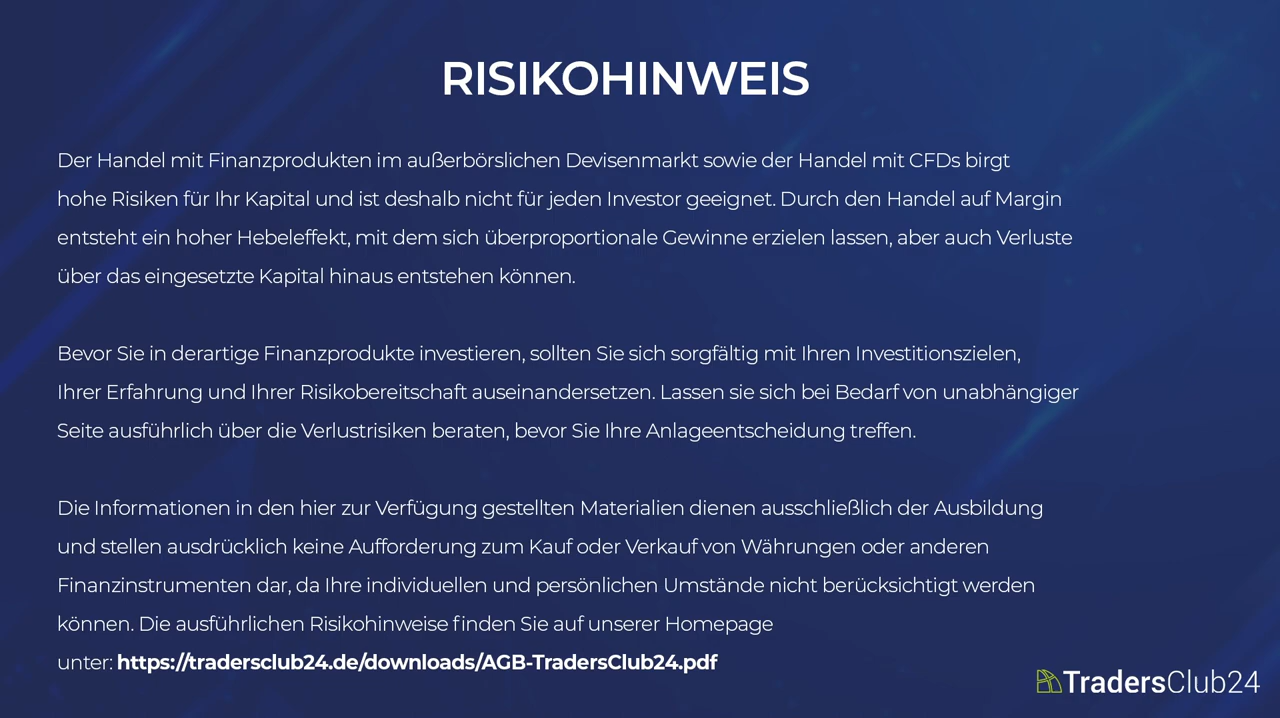 RISIKOHINWEIS
Der Handel mit Finanzprodukten im außerbörslichen Devisenmarkt sowie der Handel mit CFDs birgt
hohe Risiken für Ihr Kapital und ist deshalb nicht für jeden Investor geeignet. Durch den Handel auf Margin
entsteht ein hoher Hebeleffekt, mit dem sich überproportionale Gewinne erzielen lassen, aber auch Verluste
über das eingesetzte Kapital hinaus entstehen können.
Bevor Sie in derartige Finanzprodukte investieren, sollten Sie sich sorgfältig mit Ihren Investitionszielen,
Ihrer Erfahrung und Ihrer Risikobereitschaft auseinandersetzen. Lassen sie sich bei Bedarf von unabhängiger
Seite ausführlich über die Verlustrisiken beraten, bevor Sie Ihre Anlageentscheidung treffen.
Die Informationen in den hier zur Verfügung gestellten Materialien dienen ausschließlich der Ausbildung
und stellen ausdrücklich keine Aufforderung zum Kauf oder Verkauf von Währungen oder anderen
Finanzinstrumenten dar, da Ihre individuellen und persönlichen Umstände nicht berücksichtigt werden
können. Die ausführlichen Risikohinweise finden Sie auf unserer Homepage
unter: https://tradersclub24.de/downloads/AGB-TradersClub24.pdf
TradersClub24